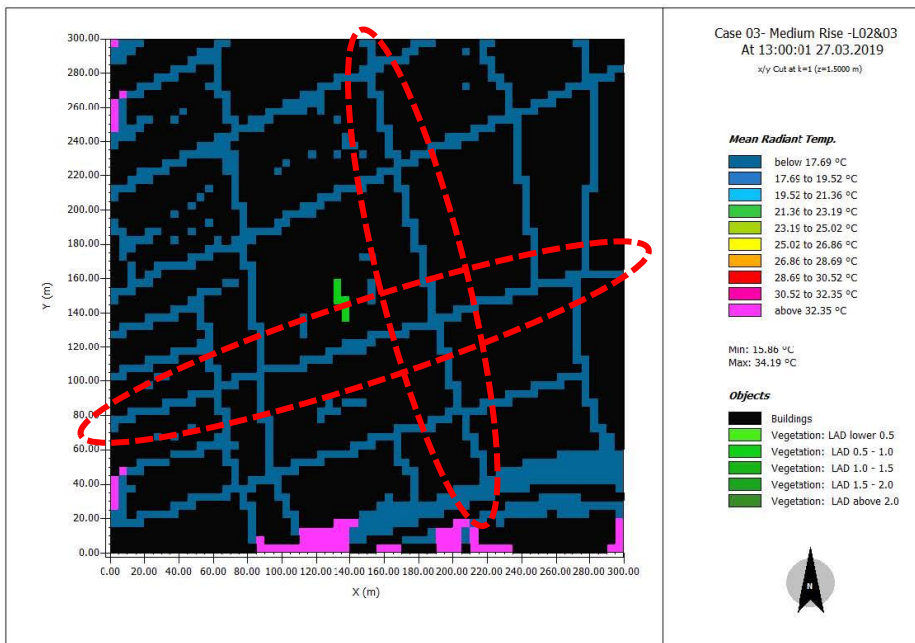 Case 03- Medium Rise -L02&03
At 13:00:01 27.03.2019
x/y Cut at k=1 (z=1.5000 m)
Mean Radiant Temp.
below 17.69 °C
17.69 to 19.52 °C
19.52 to 21.36 °C
21.36 to 23.19 °C
23.19 to 25.02 °C
25.02 to 26.86 °C
26.86 to 28.69 °C
28.69 to 30.52 °C
30.52 to 32.35 °C
above 32.35 °C
Min: 15.86 °C
Max: 34.19 °C
Objects
Buildings
Vegetation: LAD lower 0.5
Vegetation: LAD 0.5 - 1.0
Vegetation: LAD 1.0 - 1.5
Vegetation: LAD 1.5 - 2.0
Vegetation: LAD above 2.0
N
300.00
280.00
260.00
240.00
220.00
200.00
180.00
160.00
140.00
120.00
100.00
80.00
60.00
40.00
20.00
0.00
Y (m)
0.00 20.00 40.00 60.00 80.00 100.00 120.00 140.00 160.00 180.00 200.00 220.00 240.00 260.00 280.00 300.00
X (m)